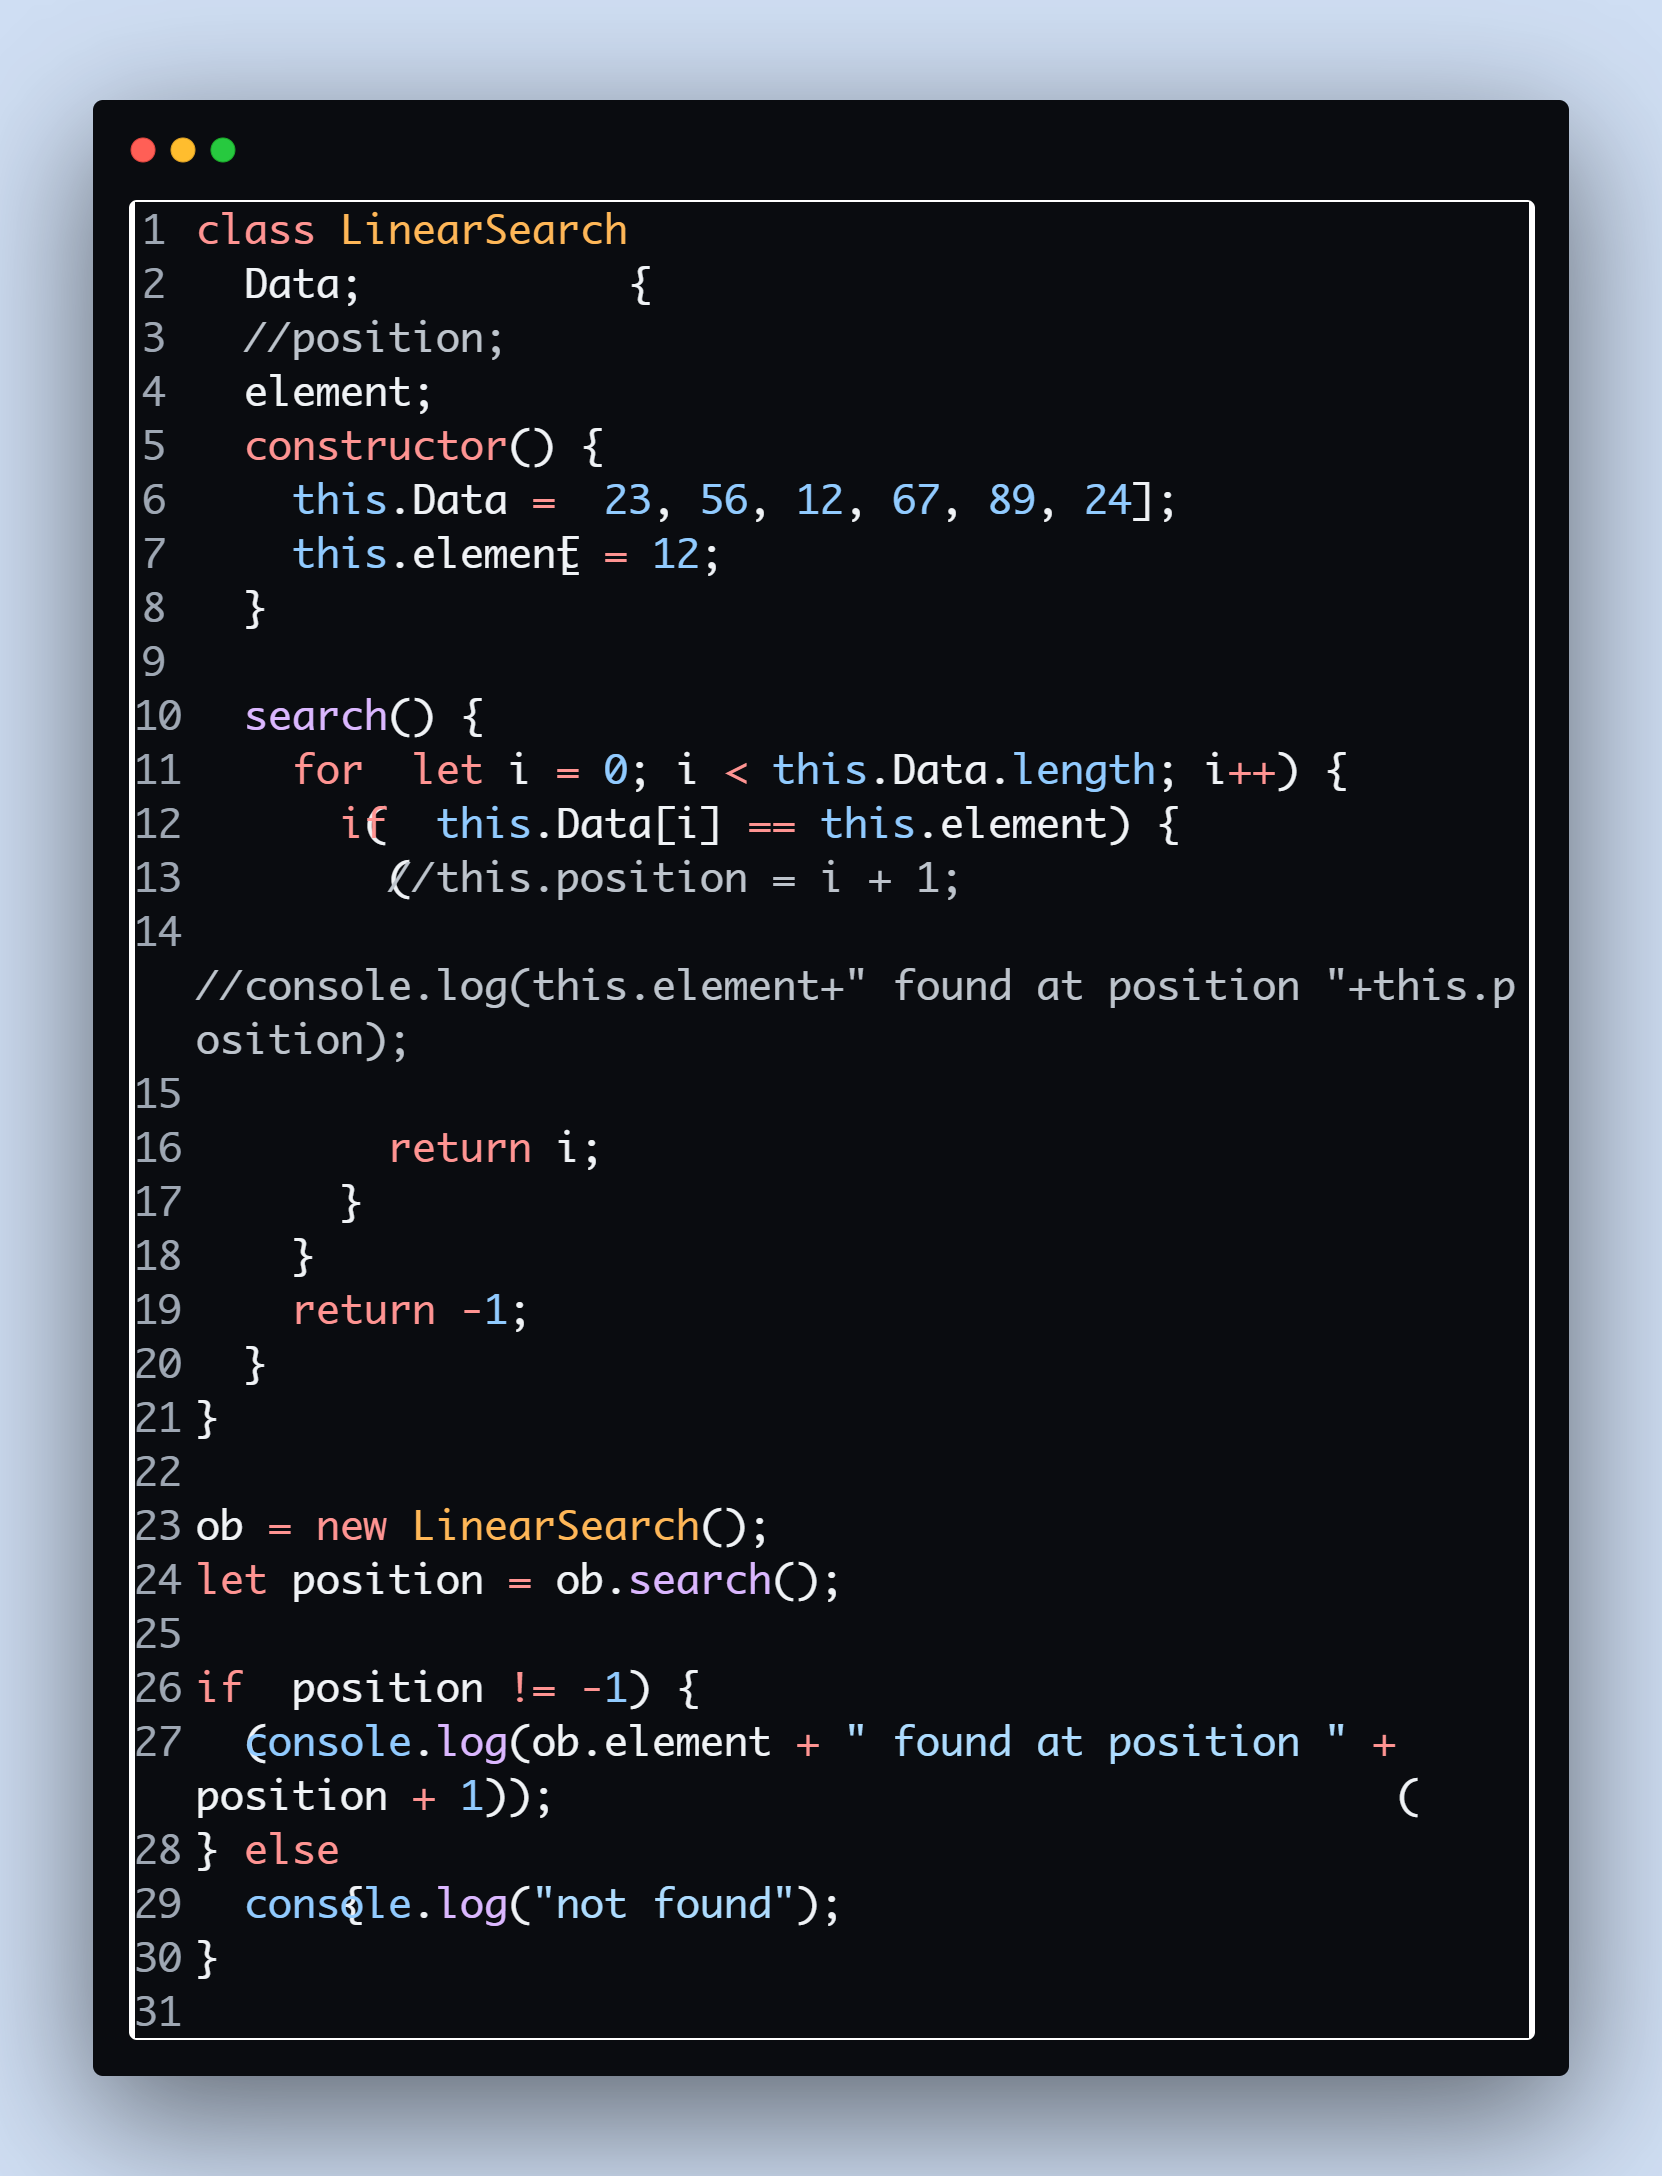 1 class LinearSearch
2   Data;           {
3   //position;
4   element;
5   constructor() {
6     this.Data =  23, 56, 12, 67, 89, 24];
7     this.element[ = 12;
8   }
9
10   search() {
11     for  let i = 0; i < this.Data.length; i++) {
12       if(  this.Data[i] == this.element) {
13         (//this.position = i + 1;
14
//console.log(this.element+" found at position "+this.p
osition);
15
16         return i;
17       }
18     }
19     return -1;
20   }
21 }
22
23 ob = new LinearSearch();
24 let position = ob.search();
25
26 if  position != -1) {
27   (console.log(ob.element + " found at position " +
position + 1));                                   (
28 } else
29   {console.log("not found");
30 }
31